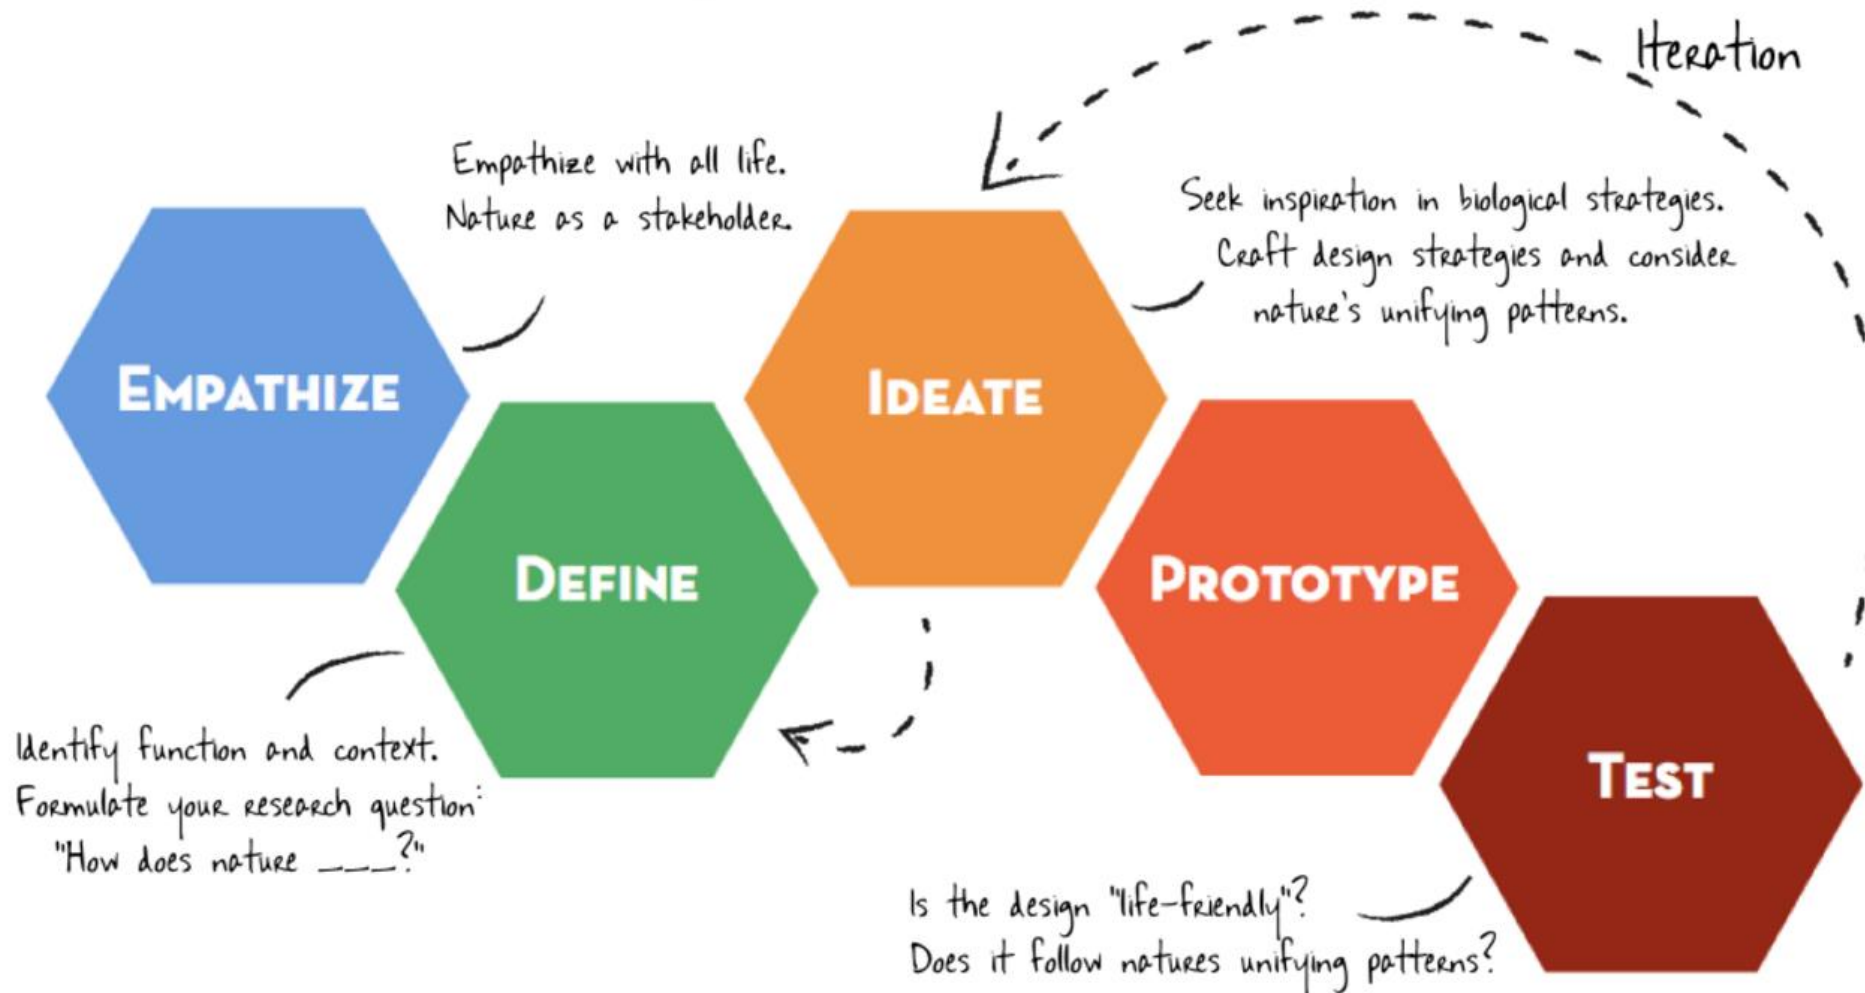 Iteration
Empathize with all life.
Nature as a stakeholder.
Seek inspiration in biological strategies.
Craft design strategies and consider
nature's unifying patterns.
EMPATHIZE
IDEATE
DEFINE
PROTOTYPE
Identify function and context.
Formulate your research question:
"How does nature ___?"
TEST
Is the design "life-friendly"?
Does it follow natures unifying patterns?